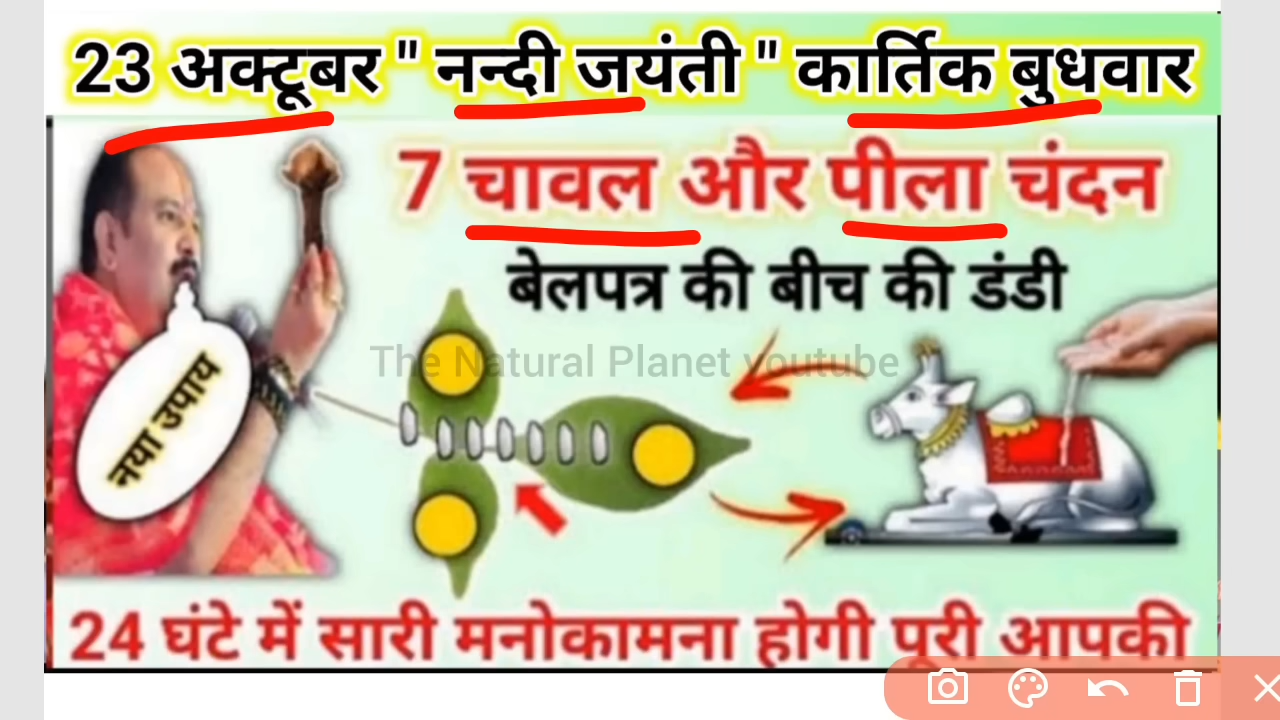 23 अक्टूबर " नन्दी जयंती " कार्तिक बुधवार
7 चावल और पीला चंदन
बेलपत्र की बीच की डंडी
The Natural Planet youtube
नया उपाय
24 घंटे में सारी मनोकामना होगी पूरी आपकी